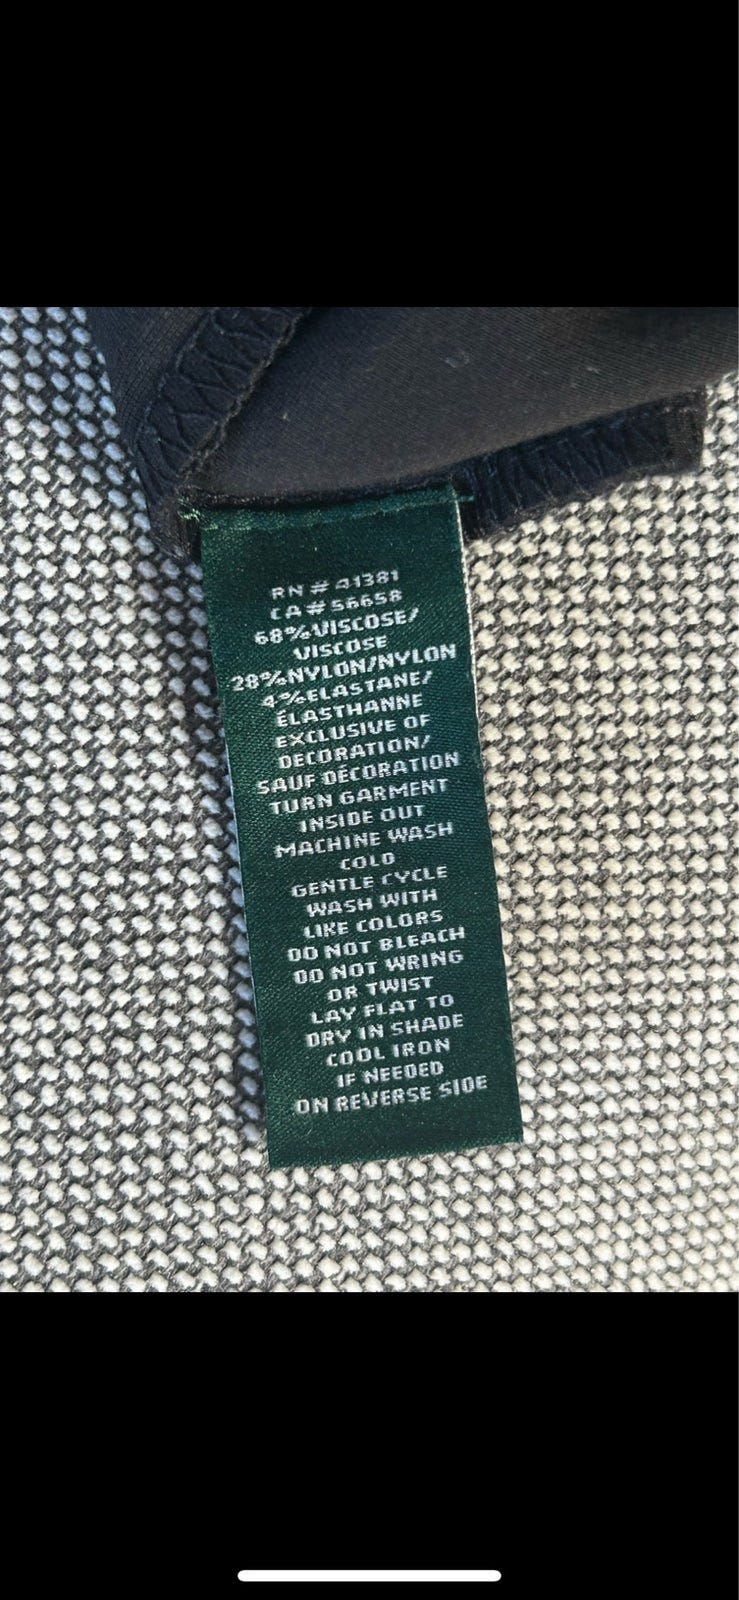 RN # 41381
CA # 56658
68% VISCOSE/
VISCOSE
28% NYLON/NYLON
4% ELASTANE/
ÉLASTHANNE
EXCLUSIVE OF
DECORATION/
SAUF DÉCORATION
TURN GARMENT
INSIDE OUT
MACHINE WASH
COLD
GENTLE CYCLE
WASH WITH
LIKE COLORS
DO NOT BLEACH
DO NOT WRING
OR TWIST
LAY FLAT TO
DRY IN SHADE
COOL IRON
IF NEEDED
ON REVERSE SIDE